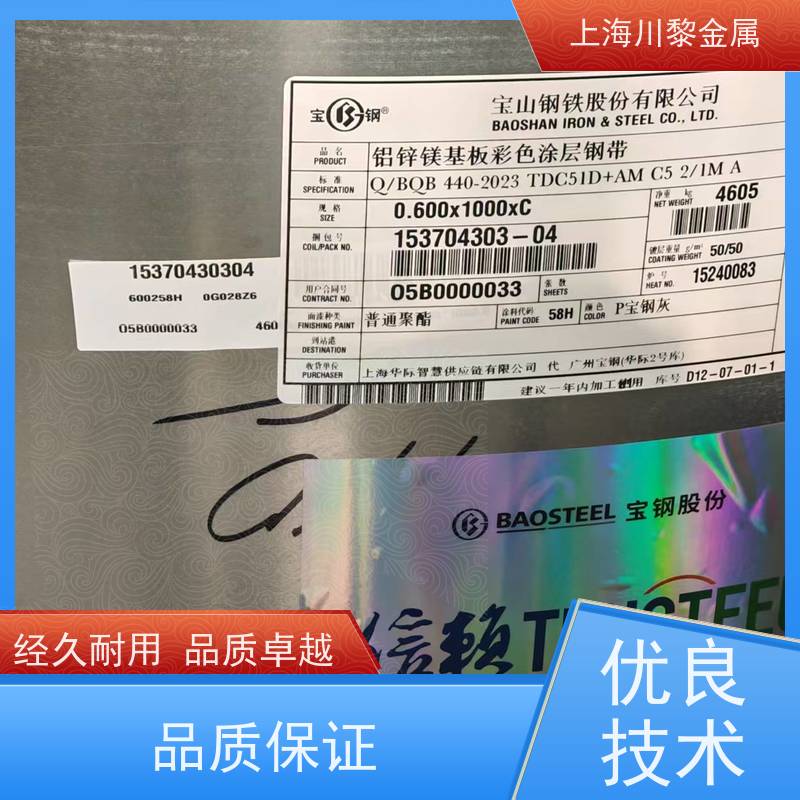 上海川黎金属
宝 钢®
宝山钢铁股份有限公司
BAOSHAN IRON & STEEL CO., LTD.
品名 PRODUCT 铝锌镁基板彩色涂层钢带
标准 SPECIFICATION Q/BQB 440-2023 TDC51D+AM C5 2/1M A
规格 SIZE 0.600x1000xC 净重 kg NET WEIGHT 4605
捆包号 COIL/PACK NO. 153704303-04 镀层重量 g/m² COATING WEIGHT 50/50
用户合同号 CONTRACT NO. O5B0000033 张数 SHEETS 炉号 HEAT NO. 15240083
面漆种类 FINISHING PAINT 普通聚酯 涂料代码 PAINT CODE 58H 颜色 COLOR P宝钢灰
到站港 DESTINATION
收货单位 PURCHASER 上海华际智慧供应链有限公司 代 广州宝钢(华际2号库)
建议一年内加工 使用 库号 D12-07-01-1
15370430304
600258H 0G028Z6
O5B0000033 460
BAOSTEEL 宝钢股份
信赖
经久耐用 品质卓越
品质保证
优良
技术